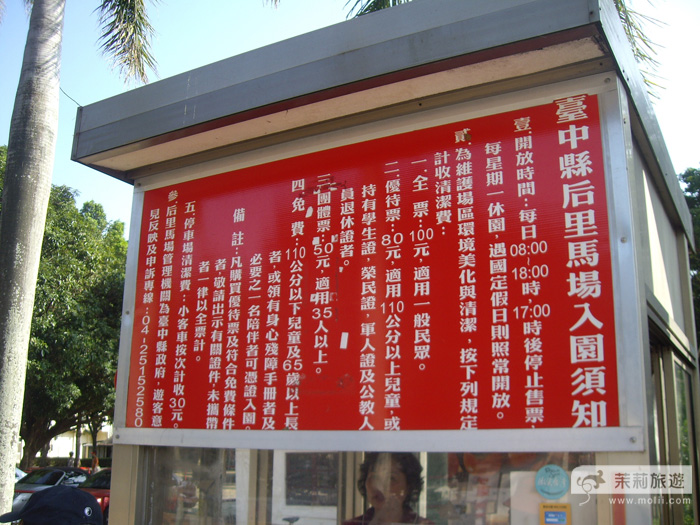 臺中縣后里馬場入園須知
壹、開放時間：每日08:00~18:00時，17:00時後停止售票
每星期一休園，遇國定假日則照常開放。
貳、為維護場區環境美化與清潔，按下列規定
計收清潔費：
一、全 票：100元，適用一般民眾。
二、優待票：80元，適用110公分以上兒童，或
持有學生證，榮民證，軍人證及公教人
員退休證者。
三、團體票：50元，適用35人以上。
四、免 費：110公分以下兒童及65歲以上長
者，或領有身心殘障手冊者及
必要之一名陪伴者可憑證入園。
備 註：凡購買優待票及符合免費條件
者，敬請出示有關證件，未攜帶
者一律以全票計。
五、停車場清潔費：小客車按次計收30元。
參、后里馬場管理機關為臺中縣政府，遊客意
見反映及申訴專線：04-25152580
茉莉旅遊
www.molii.com